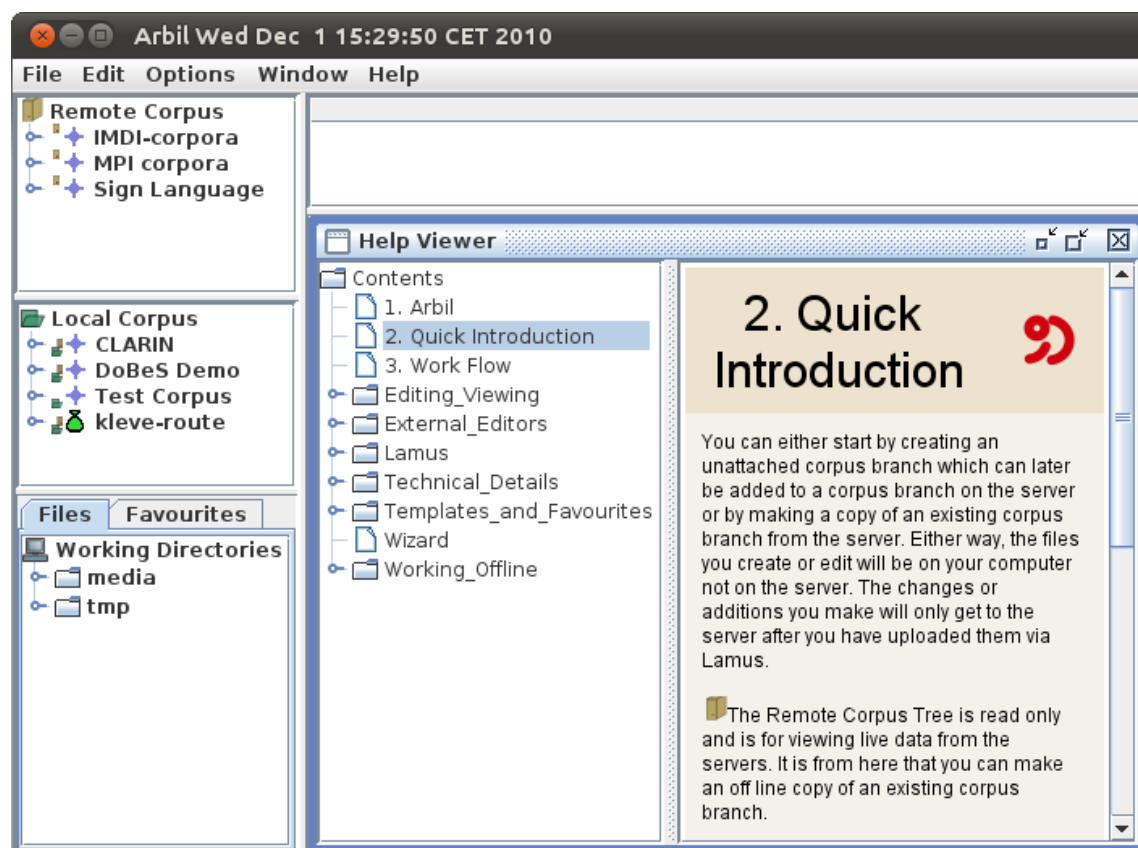 Arbil Wed Dec  1 15:29:50 CET 2010
File Edit Options Window Help
Remote Corpus
IMDI-corpora
MPI corpora
Sign Language
Local Corpus
CLARIN
DoBeS Demo
Test Corpus
kleve-route
Files Favourites
Working Directories
media
tmp
Help Viewer
Contents
1. Arbil
2. Quick Introduction
3. Work Flow
Editing_Viewing
External_Editors
Lamus
Technical_Details
Templates_and_Favourites
Wizard
Working_Offline
2. Quick
Introduction
You can either start by creating an
unattached corpus branch which can later
be added to a corpus branch on the server
or by making a copy of an existing corpus
branch from the server. Either way, the files
you create or edit will be on your computer
not on the server. The changes or
additions you make will only get to the
server after you have uploaded them via
Lamus.
The Remote Corpus Tree is read only
and is for viewing live data from the
servers. It is from here that you can make
an off line copy of an existing corpus
branch.